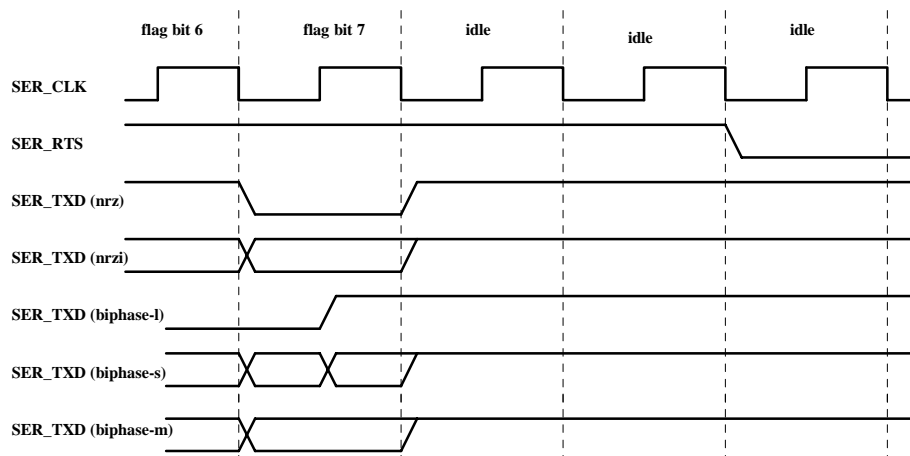 flag bit 6 flag bit 7 idle idle idle
SER_CLK
SER_RTS
SER_TXD (nrz)
SER_TXD (nrzi)
SER_TXD (biphase-l)
SER_TXD (biphase-s)
SER_TXD (biphase-m)